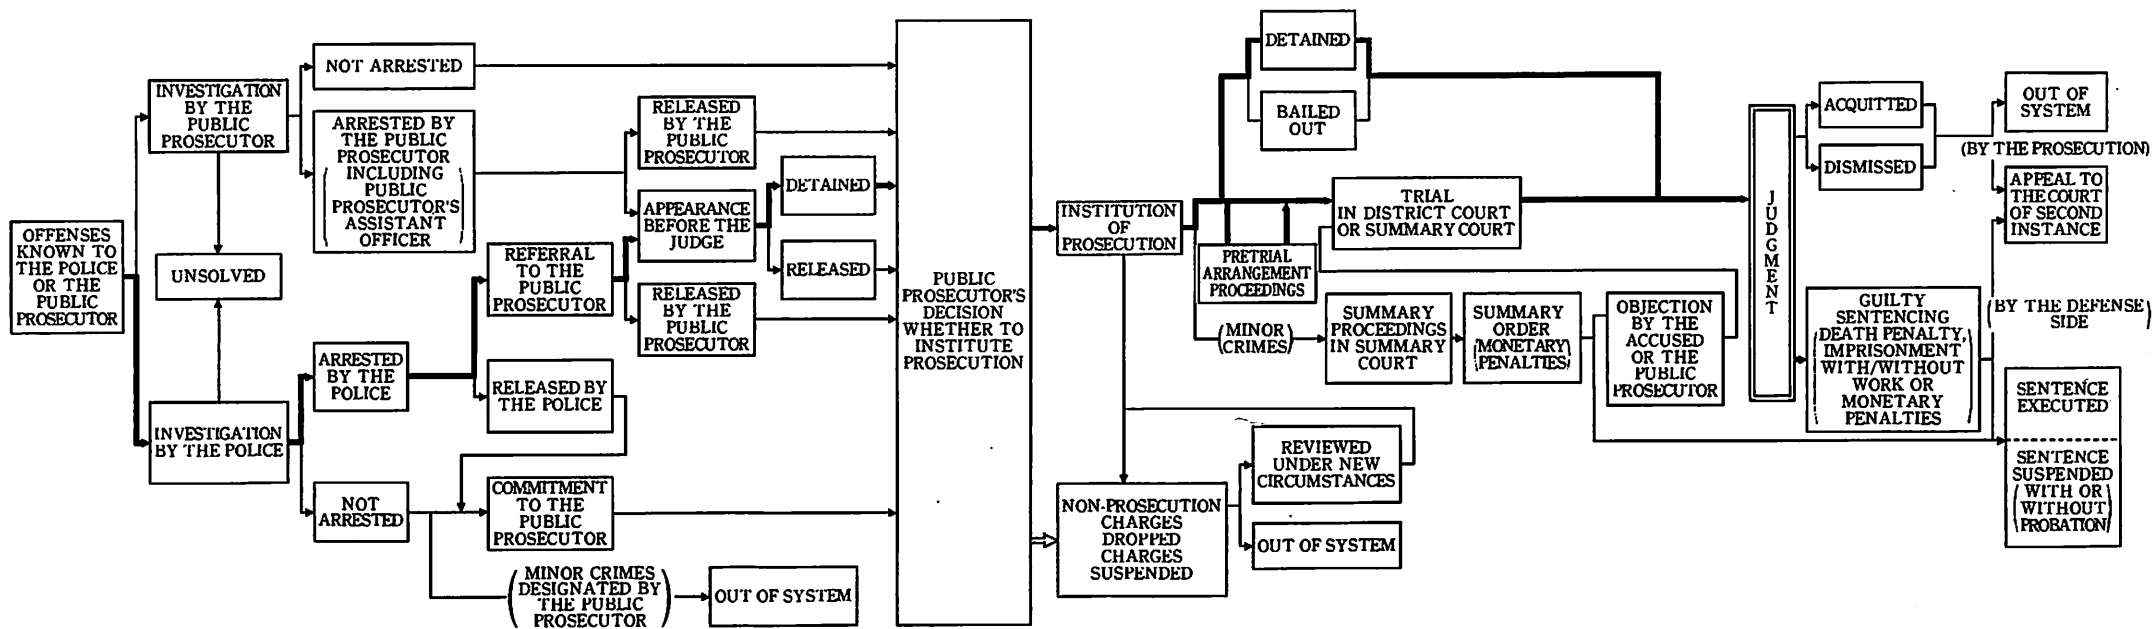 OFFENSES
KNOWN TO
THE POLICE
OR THE
PUBLIC
PROSECUTOR
INVESTIGATION
BY THE
PUBLIC
PROSECUTOR
UNSOLVED
INVESTIGATION
BY THE POLICE
NOT ARRESTED
ARRESTED BY
THE PUBLIC
PROSECUTOR
INCLUDING
PUBLIC
PROSECUTOR'S
ASSISTANT
OFFICER
ARRESTED
BY THE
POLICE
NOT
ARRESTED
REFERRAL
TO THE
PUBLIC
PROSECUTOR
RELEASED BY
THE POLICE
COMMITMENT
TO THE
PUBLIC
PROSECUTOR
(MINOR CRIMES
DESIGNATED BY
THE PUBLIC
PROSECUTOR)
OUT OF SYSTEM
RELEASED
BY THE
PUBLIC
PROSECUTOR
APPEARANCE
BEFORE THE
JUDGE
RELEASED
BY THE
PUBLIC
PROSECUTOR
DETAINED
RELEASED
PUBLIC
PROSECUTOR'S
DECISION
WHETHER TO
INSTITUTE
PROSECUTION
INSTITUTION
OF
PROSECUTION
NON-PROSECUTION
CHARGES
DROPPED
CHARGES
SUSPENDED
DETAINED
BAILED
OUT
TRIAL
IN DISTRICT COURT
OR SUMMARY COURT
PRETRIAL
ARRANGEMENT
PROCEEDINGS
(MINOR
CRIMES)
SUMMARY
PROCEEDINGS
IN SUMMARY
COURT
SUMMARY
ORDER
(MONETARY
PENALTIES)
OBJECTION
BY THE
ACCUSED
OR THE
PUBLIC
PROSECUTOR
REVIEWED
UNDER NEW
CIRCUMSTANCES
OUT OF SYSTEM
JUDGMENT
ACQUITTED
DISMISSED
GUILTY
SENTENCING
(DEATH PENALTY,
IMPRISONMENT
WITH/WITHOUT
WORK OR
MONETARY
PENALTIES)
OUT OF
SYSTEM
(BY THE PROSECUTION)
APPEAL TO
THE COURT
OF SECOND
INSTANCE
(BY THE DEFENSE
SIDE)
SENTENCE
EXECUTED
SENTENCE
SUSPENDED
(WITH OR
WITHOUT
PROBATION)